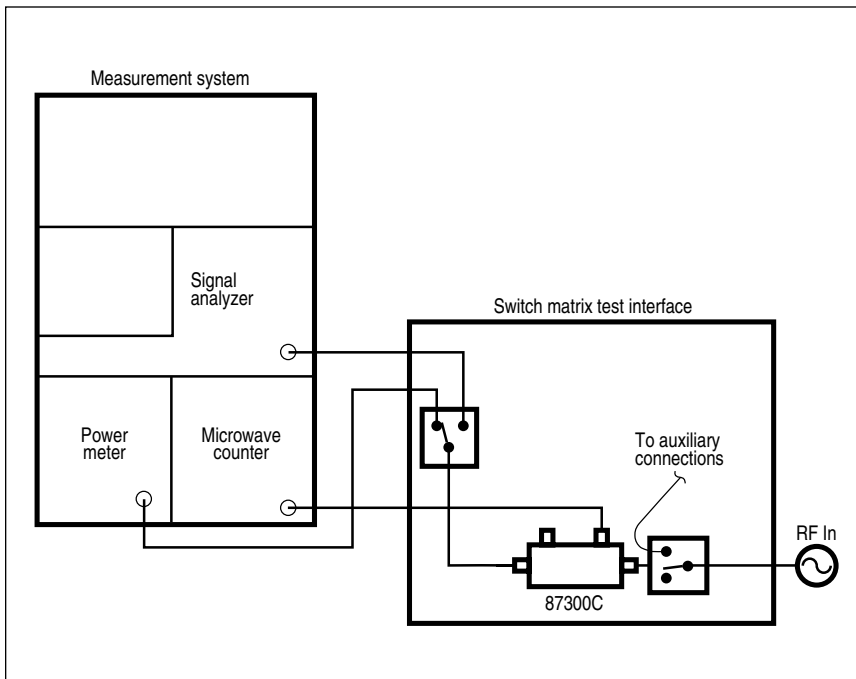 Measurement system
Signal
analyzer
Switch matrix test interface
Power
meter
Microwave
counter
To auxiliary
connections
RF In
87300C